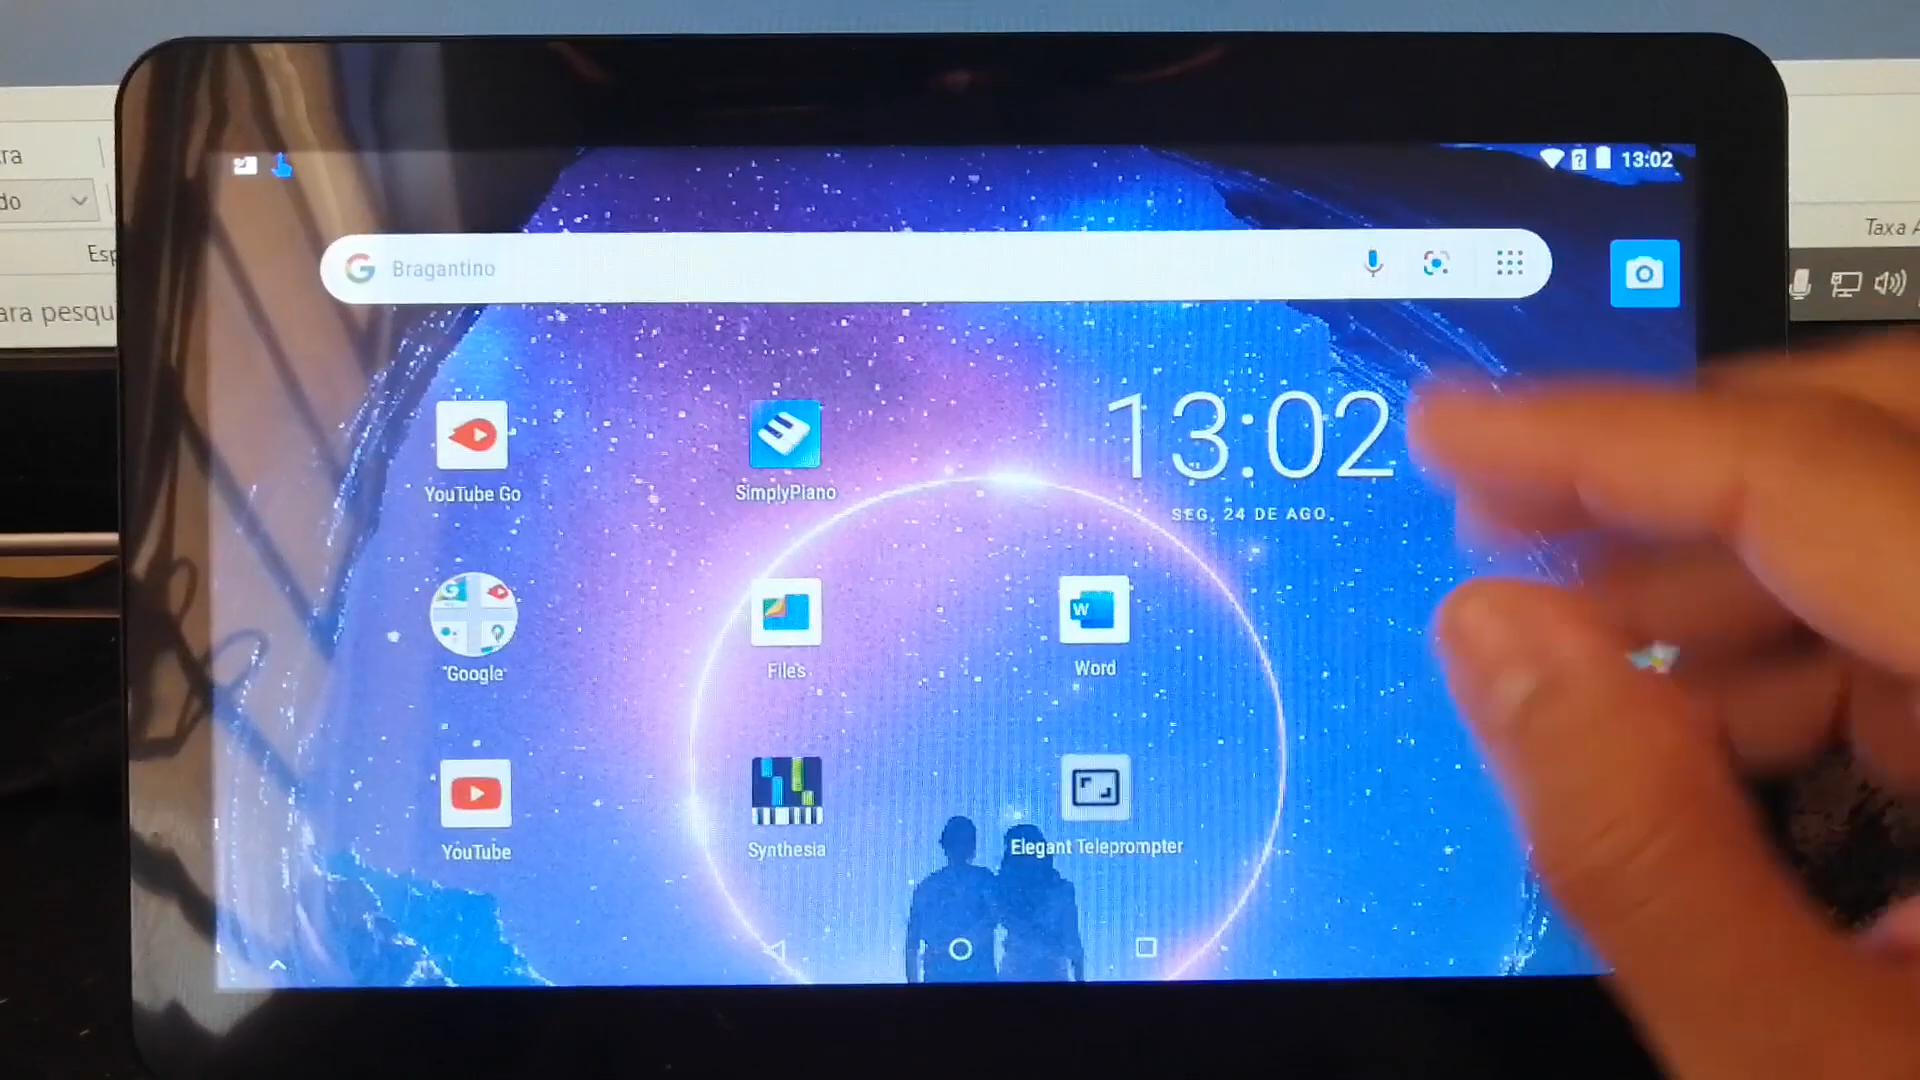 13:02
Bragantino
13:02
SEG, 24 DE AGO.
YouTube Go
SimplyPiano
"Google"
Files
W
Word
YouTube
Synthesia
Elegant Teleprompter
ra
do
Esp
ara pesqu
Taxa A